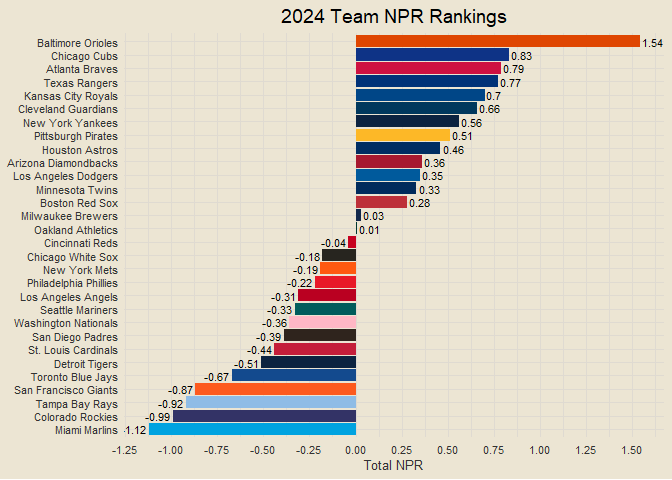 2024 Team NPR Rankings
Baltimore Orioles 1.54
Chicago Cubs 0.83
Atlanta Braves 0.79
Texas Rangers 0.77
Kansas City Royals 0.7
Cleveland Guardians 0.66
New York Yankees 0.56
Pittsburgh Pirates 0.51
Houston Astros 0.46
Arizona Diamondbacks 0.36
Los Angeles Dodgers 0.35
Minnesota Twins 0.33
Boston Red Sox 0.28
Milwaukee Brewers 0.03
Oakland Athletics 0.01
Cincinnati Reds -0.04
Chicago White Sox -0.18
New York Mets -0.19
Philadelphia Phillies -0.22
Los Angeles Angels -0.31
Seattle Mariners -0.33
Washington Nationals -0.36
San Diego Padres -0.39
St. Louis Cardinals -0.44
Detroit Tigers -0.51
Toronto Blue Jays -0.67
San Francisco Giants -0.87
Tampa Bay Rays -0.92
Colorado Rockies -0.99
Miami Marlins -1.12
-1.25 -1.00 -0.75 -0.50 -0.25 0.00 0.25 0.50 0.75 1.00 1.25 1.50
Total NPR